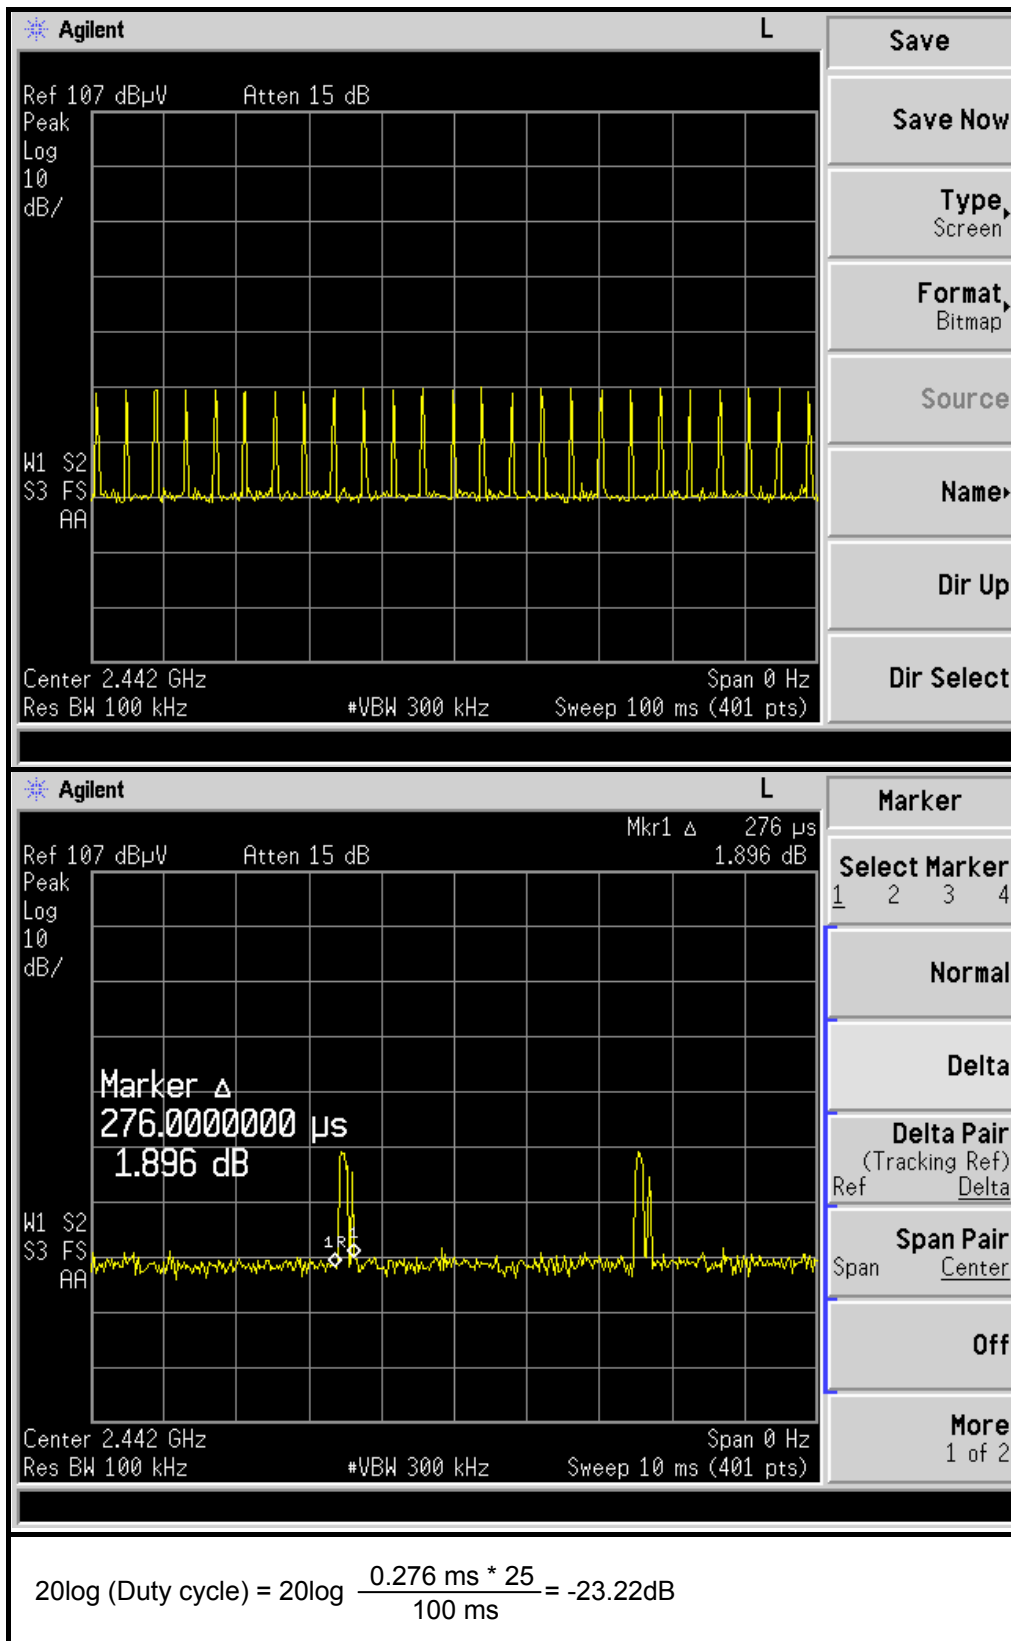 Agilent L
Save
Ref 107 dBµV Atten 15 dB
Peak
Log
10
dB/
W1 S2
S3 FS
AA
Center 2.442 GHz Span 0 Hz
Res BW 100 kHz #VBW 300 kHz Sweep 100 ms (401 pts)
Save Now
Type
Screen
Format
Bitmap
Source
Name
Dir Up
Dir Select
Agilent L
Marker
Mkr1 Δ 276 µs
Ref 107 dBµV Atten 15 dB 1.896 dB
Peak
Log
10
dB/
Marker Δ
276.0000000 µs
1.896 dB
1R
1
W1 S2
S3 FS
AA
Center 2.442 GHz Span 0 Hz
Res BW 100 kHz #VBW 300 kHz Sweep 10 ms (401 pts)
Select Marker
1 2 3 4
Normal
Delta
Delta Pair
(Tracking Ref)
Ref Delta
Span Pair
Span Center
Off
More
1 of 2
20log (Duty cycle) = 20log 0.276 ms * 25 / 100 ms = -23.22dB